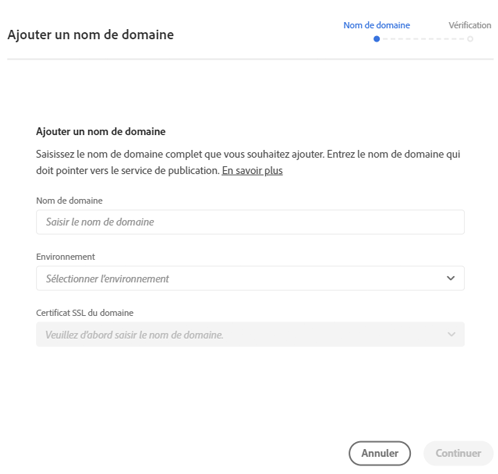 Ajouter un nom de domaine
Nom de domaine
Vérification
Ajouter un nom de domaine
Saisissez le nom de domaine complet que vous souhaitez ajouter. Entrez le nom de domaine qui
doit pointer vers le service de publication. En savoir plus
Nom de domaine
Saisir le nom de domaine
Environnement
Sélectionner l'environnement
Certificat SSL du domaine
Veuillez d'abord saisir le nom de domaine.
Annuler
Continuer